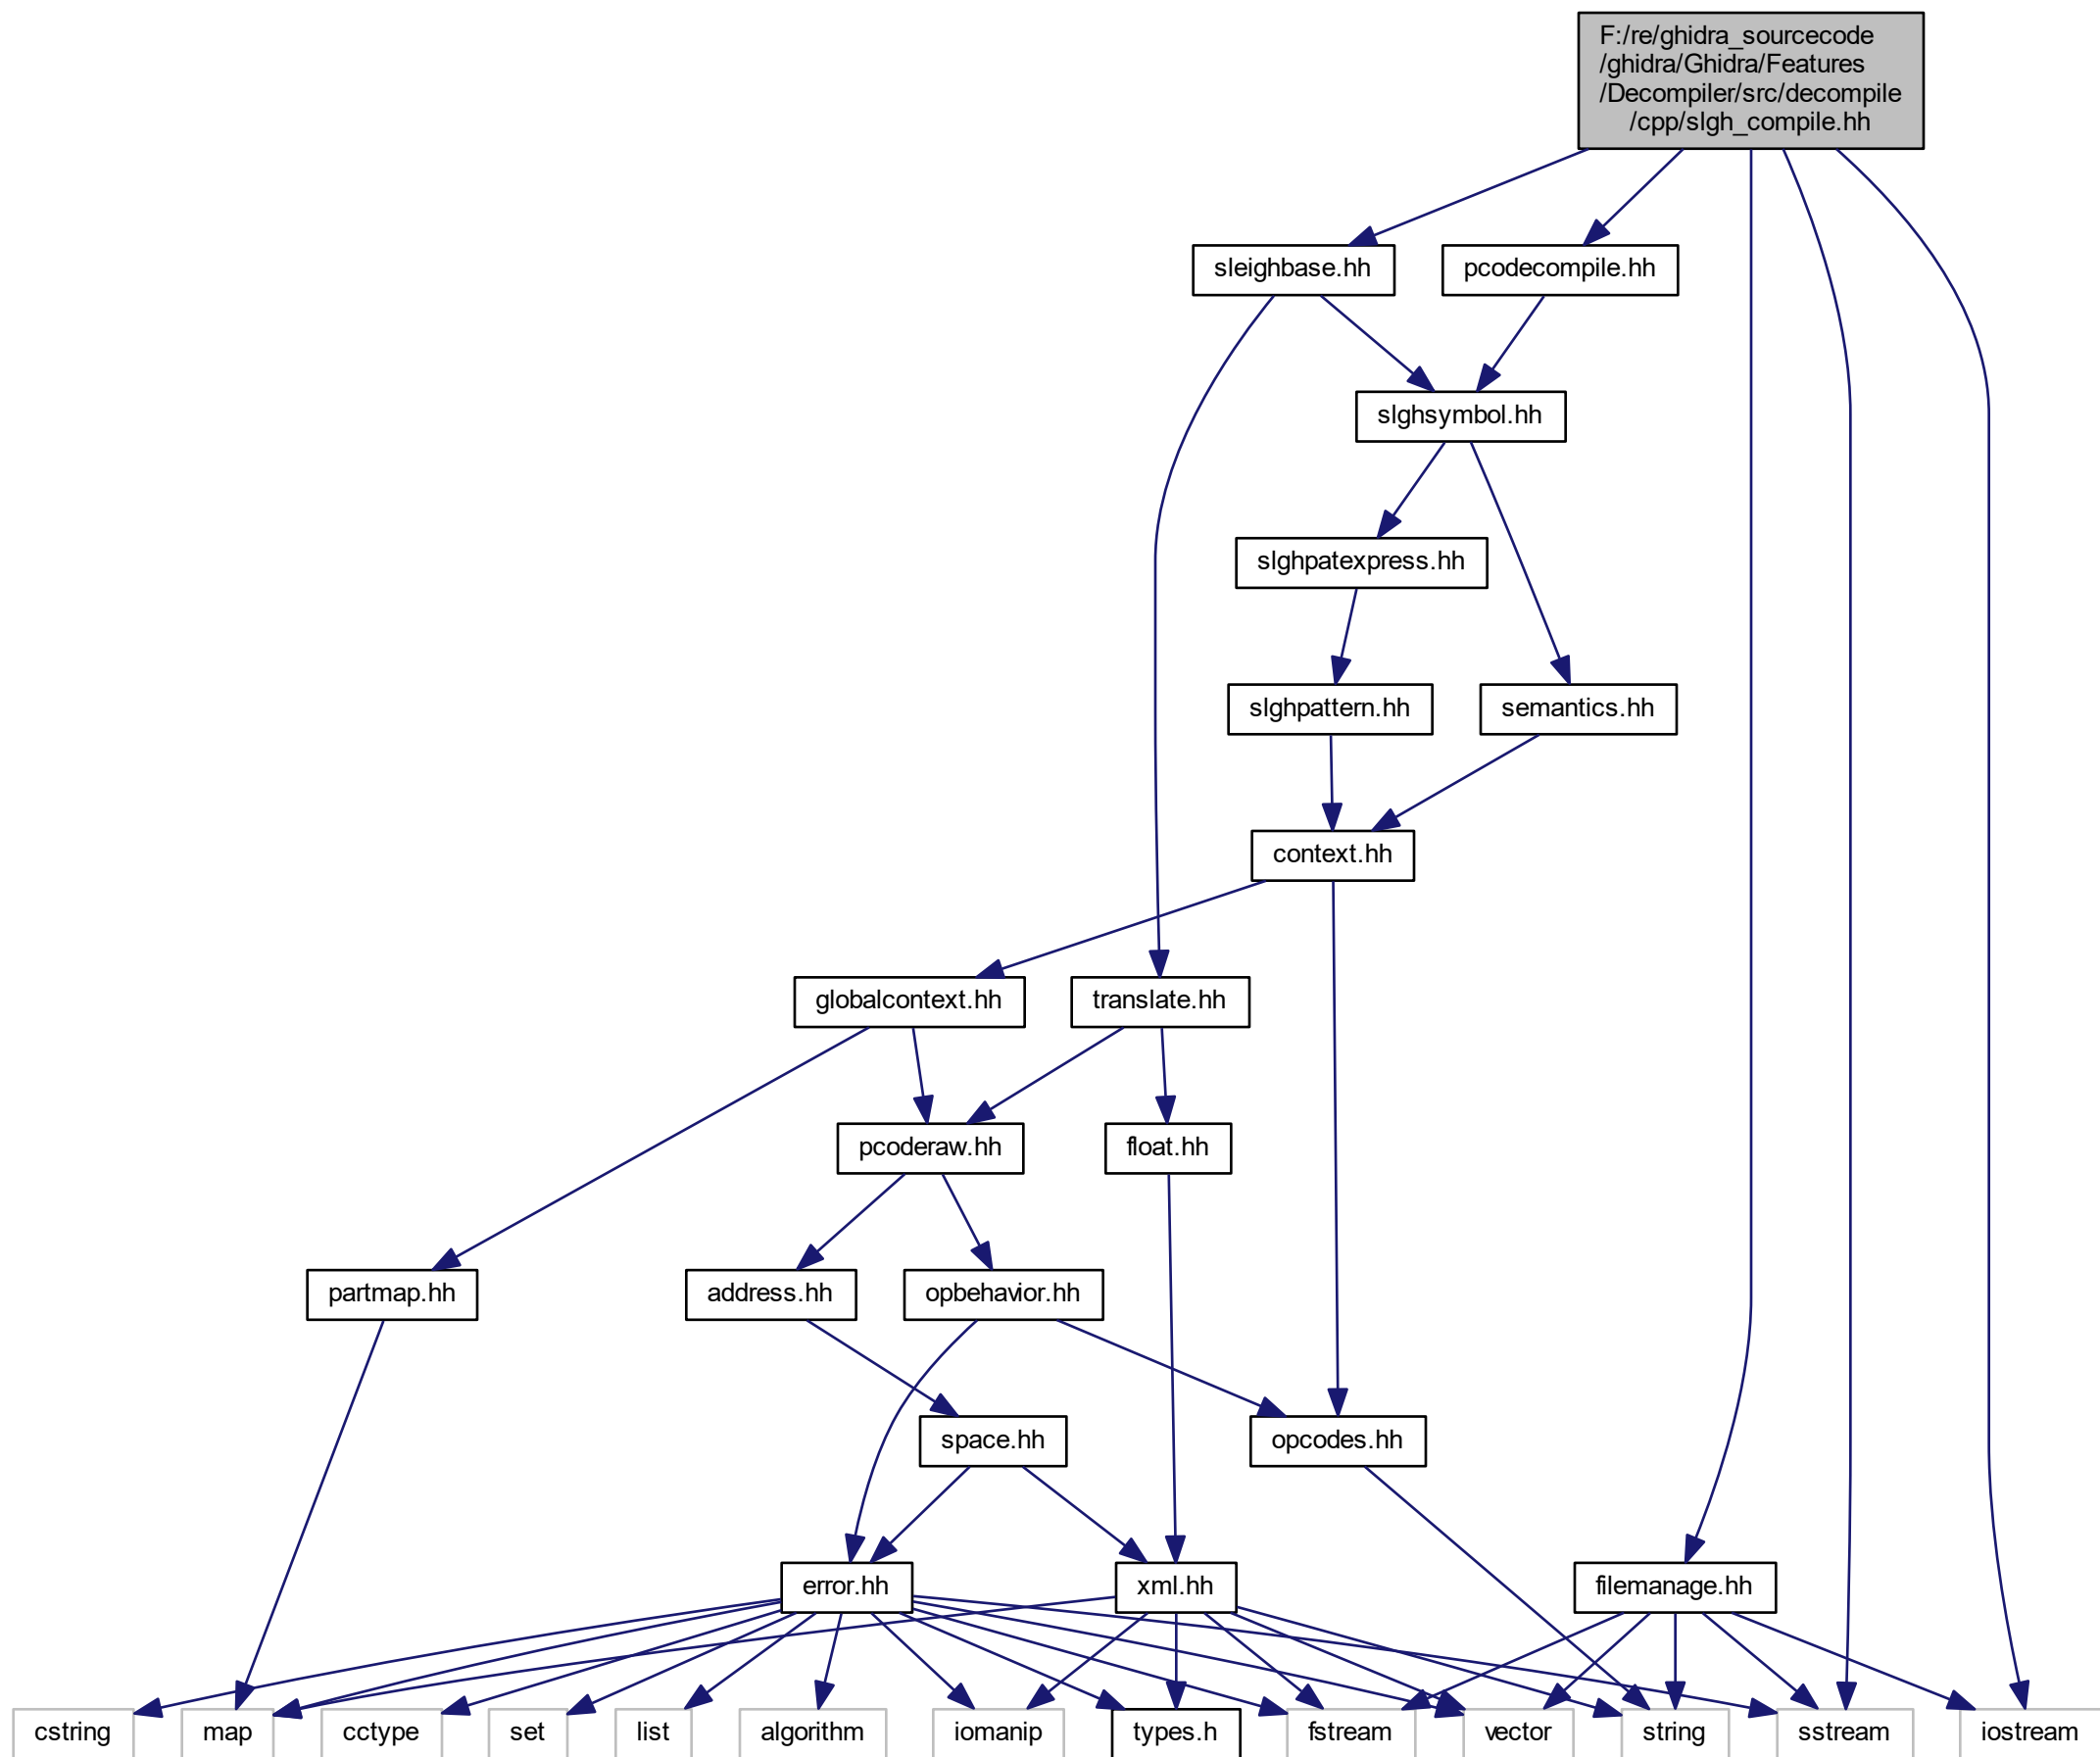 F:/re/ghidra_sourcecode
/ghidra/Ghidra/Features
/Decompiler/src/decompile
/cpp/slgh_compile.hh
sleighbase.hh
pcodecompile.hh
slghsymbol.hh
slghpatexpress.hh
slghpattern.hh
semantics.hh
context.hh
globalcontext.hh
translate.hh
pcoderaw.hh
float.hh
partmap.hh
address.hh
opbehavior.hh
space.hh
opcodes.hh
error.hh
xml.hh
filemanage.hh
cstring
map
cctype
set
list
algorithm
iomanip
types.h
fstream
vector
string
sstream
iostream